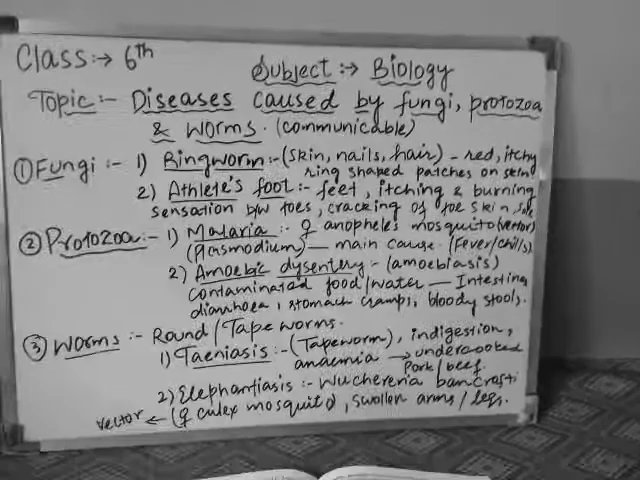 Class:→ 6th
Subject:→ Biology
Topic:- Diseases caused by fungi, protozoa
& worms. (communicable)
① Fungi :- 1) Ringworm:-(skin, nails, hair) - red, itchy
ring shaped patches on skin
2) Athlete's foot:- feet, itching & burning
sensation b/w toes, cracking of toe skin
② Protozoa:- 1) Malaria :- ♀ anopheles mosquito (vector)
(plasmodium) — main cause. (Fever/chills).
2) Amoebic dysentery:- (amoebiasis)
Contaminated food/water — Intestine
diarrhoea, stomach cramps, bloody stools.
③ Worms :- Round/Tape worms.
1) Taeniasis:-(Tapeworm), indigestion,
anaemia → undercooked
Pork/beef.
2) Elephantiasis :- Wuchereria bancrofti
vector ← (♀ culex mosquito), swollen arms/legs.